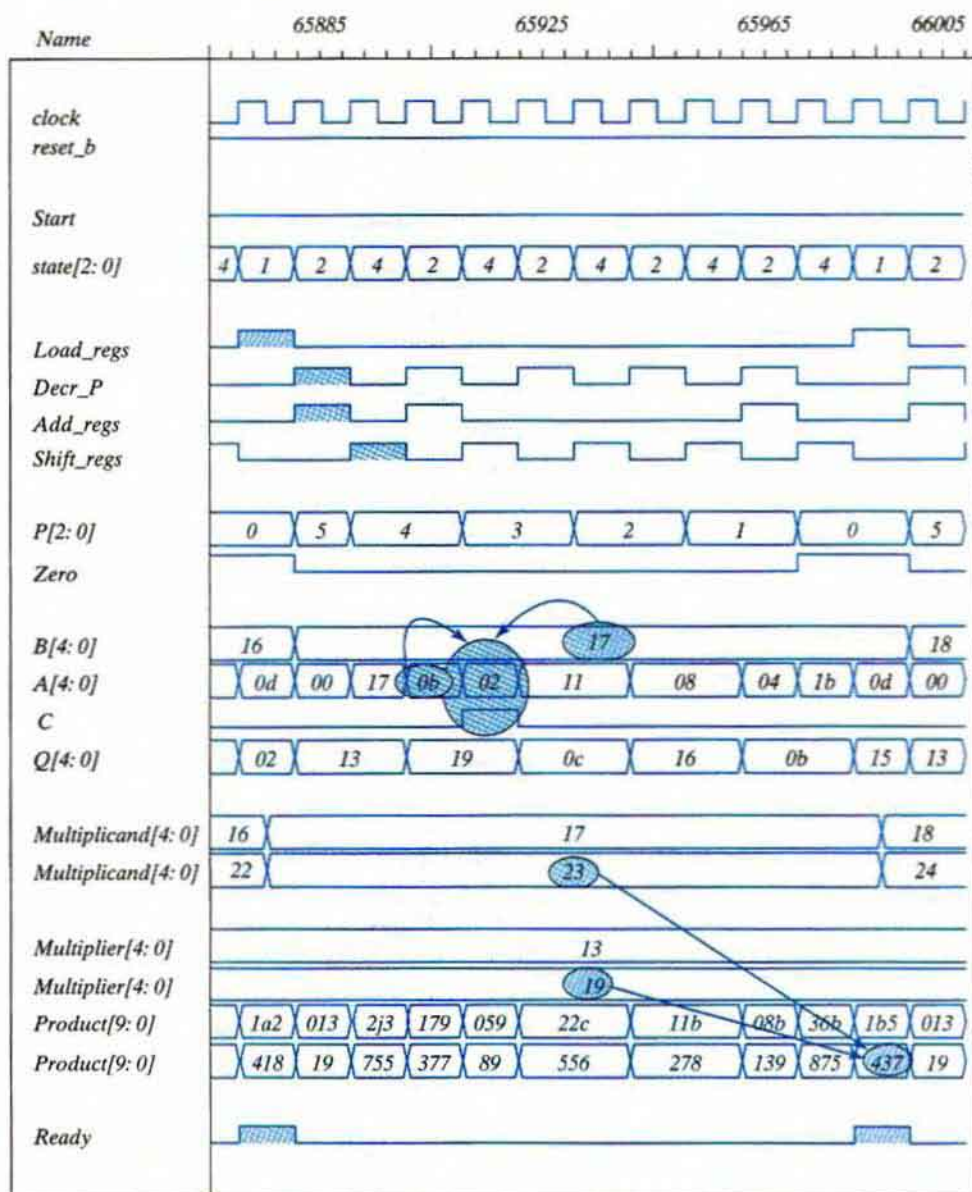 Name 65885 65925 65965 66005
clock
reset_b
Start
state[2: 0] 4 1 2 4 2 4 2 4 2 4 2 4 1 2
Load_regs
Decr_P
Add_regs
Shift_regs
P[2: 0] 0 5 4 3 2 1 0 5
Zero
B[4: 0] 16 17 18
A[4: 0] 0d 00 17 0b 02 11 08 04 1b 0d 00
C
Q[4: 0] 02 13 19 0c 16 0b 15 13
Multiplicand[4: 0] 16 17 18
Multiplicand[4: 0] 22 23 24
Multiplier[4: 0] 13
Multiplier[4: 0] 19
Product[9: 0] 1a2 013 2j3 179 059 22c 11b 08b 36b 1b5 013
Product[9: 0] 418 19 755 377 89 556 278 139 875 437 19
Ready